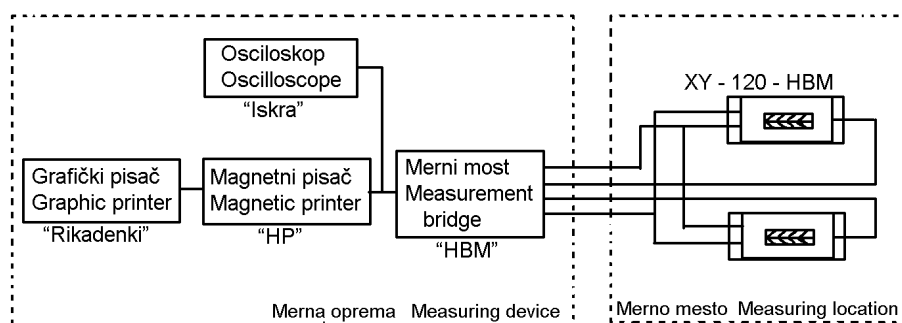 Osciloskop
Oscilloscope
“Iskra”
XY - 120 - HBM
Grafički pisač
Graphic printer
“Rikadenki”
Magnetni pisač
Magnetic printer
“HP”
Merni most
Measurement
bridge
“HBM”
Merna oprema Measuring device
Merno mesto Measuring location